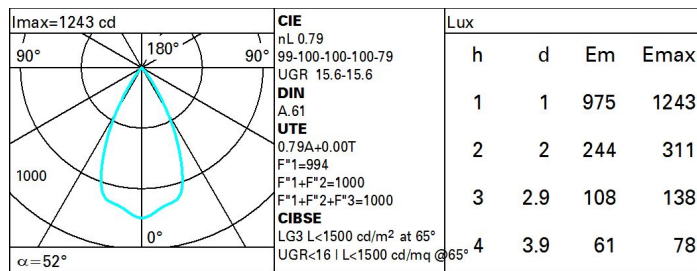 Imax=1243 cd
90°
180°
90°
1000
0°
α=52°
CIE
nL 0.79
99-100-100-100-79
UGR 15.6-15.6
DIN
A.61
UTE
0.79A+0.00T
F"1=994
F"1+F"2=1000
F"1+F"2+F"3=1000
CIBSE
LG3 L<1500 cd/m² at 65°
UGR<16 | L<1500 cd/mq @65°
Lux
h d Em Emax
1 1 975 1243
2 2 244 311
3 2.9 108 138
4 3.9 61 78